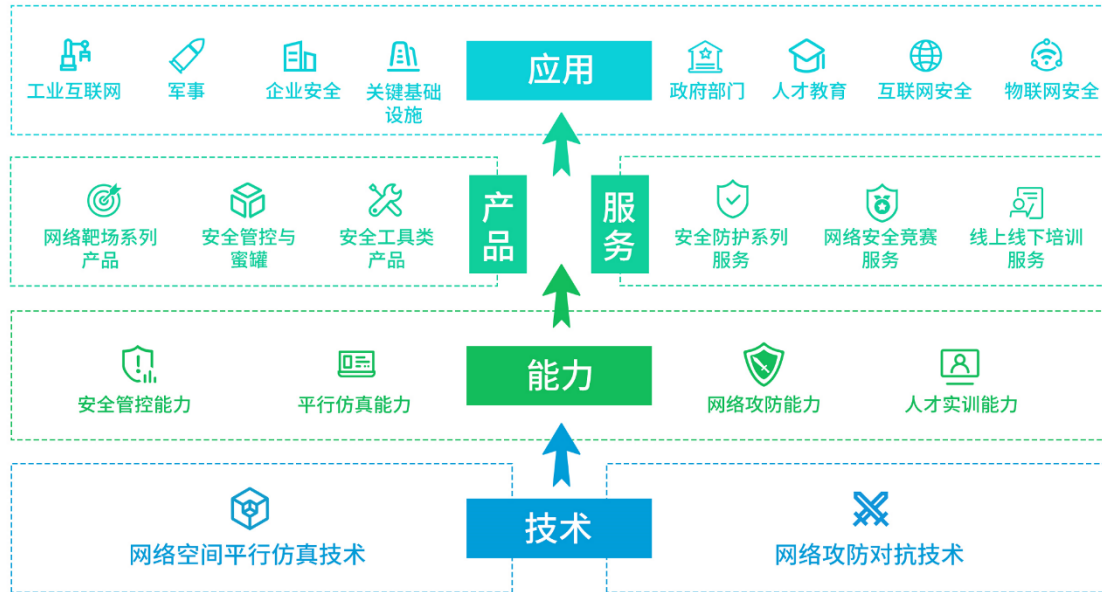 应用
工业互联网
军事
企业安全
关键基础
设施
政府部门
人才教育
互联网安全
物联网安全
产品
网络靶场系列
产品
安全管控与
蜜罐
安全工具类
产品
服务
安全防护系列
服务
网络安全竞赛
服务
线上线下培训
服务
能力
安全管控能力
平行仿真能力
网络攻防能力
人才实训能力
技术
网络空间平行仿真技术
网络攻防对抗技术